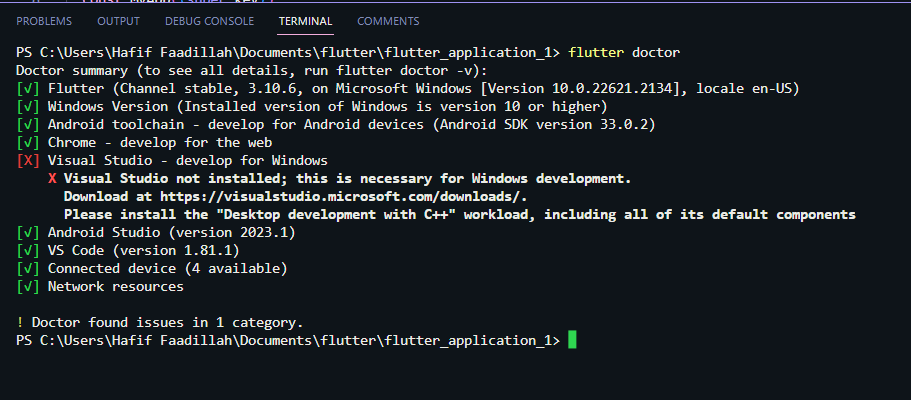 PROBLEMS OUTPUT DEBUG CONSOLE TERMINAL COMMENTS
PS C:\Users\Hafif Faadillah\Documents\flutter\flutter_application_1> flutter doctor
Doctor summary (to see all details, run flutter doctor -v):
[√] Flutter (Channel stable, 3.10.6, on Microsoft Windows [Version 10.0.22621.2134], locale en-US)
[√] Windows Version (Installed version of Windows is version 10 or higher)
[√] Android toolchain - develop for Android devices (Android SDK version 33.0.2)
[√] Chrome - develop for the web
[X] Visual Studio - develop for Windows
X Visual Studio not installed; this is necessary for Windows development.
Download at https://visualstudio.microsoft.com/downloads/.
Please install the "Desktop development with C++" workload, including all of its default components
[√] Android Studio (version 2023.1)
[√] VS Code (version 1.81.1)
[√] Connected device (4 available)
[√] Network resources
! Doctor found issues in 1 category.
PS C:\Users\Hafif Faadillah\Documents\flutter\flutter_application_1>